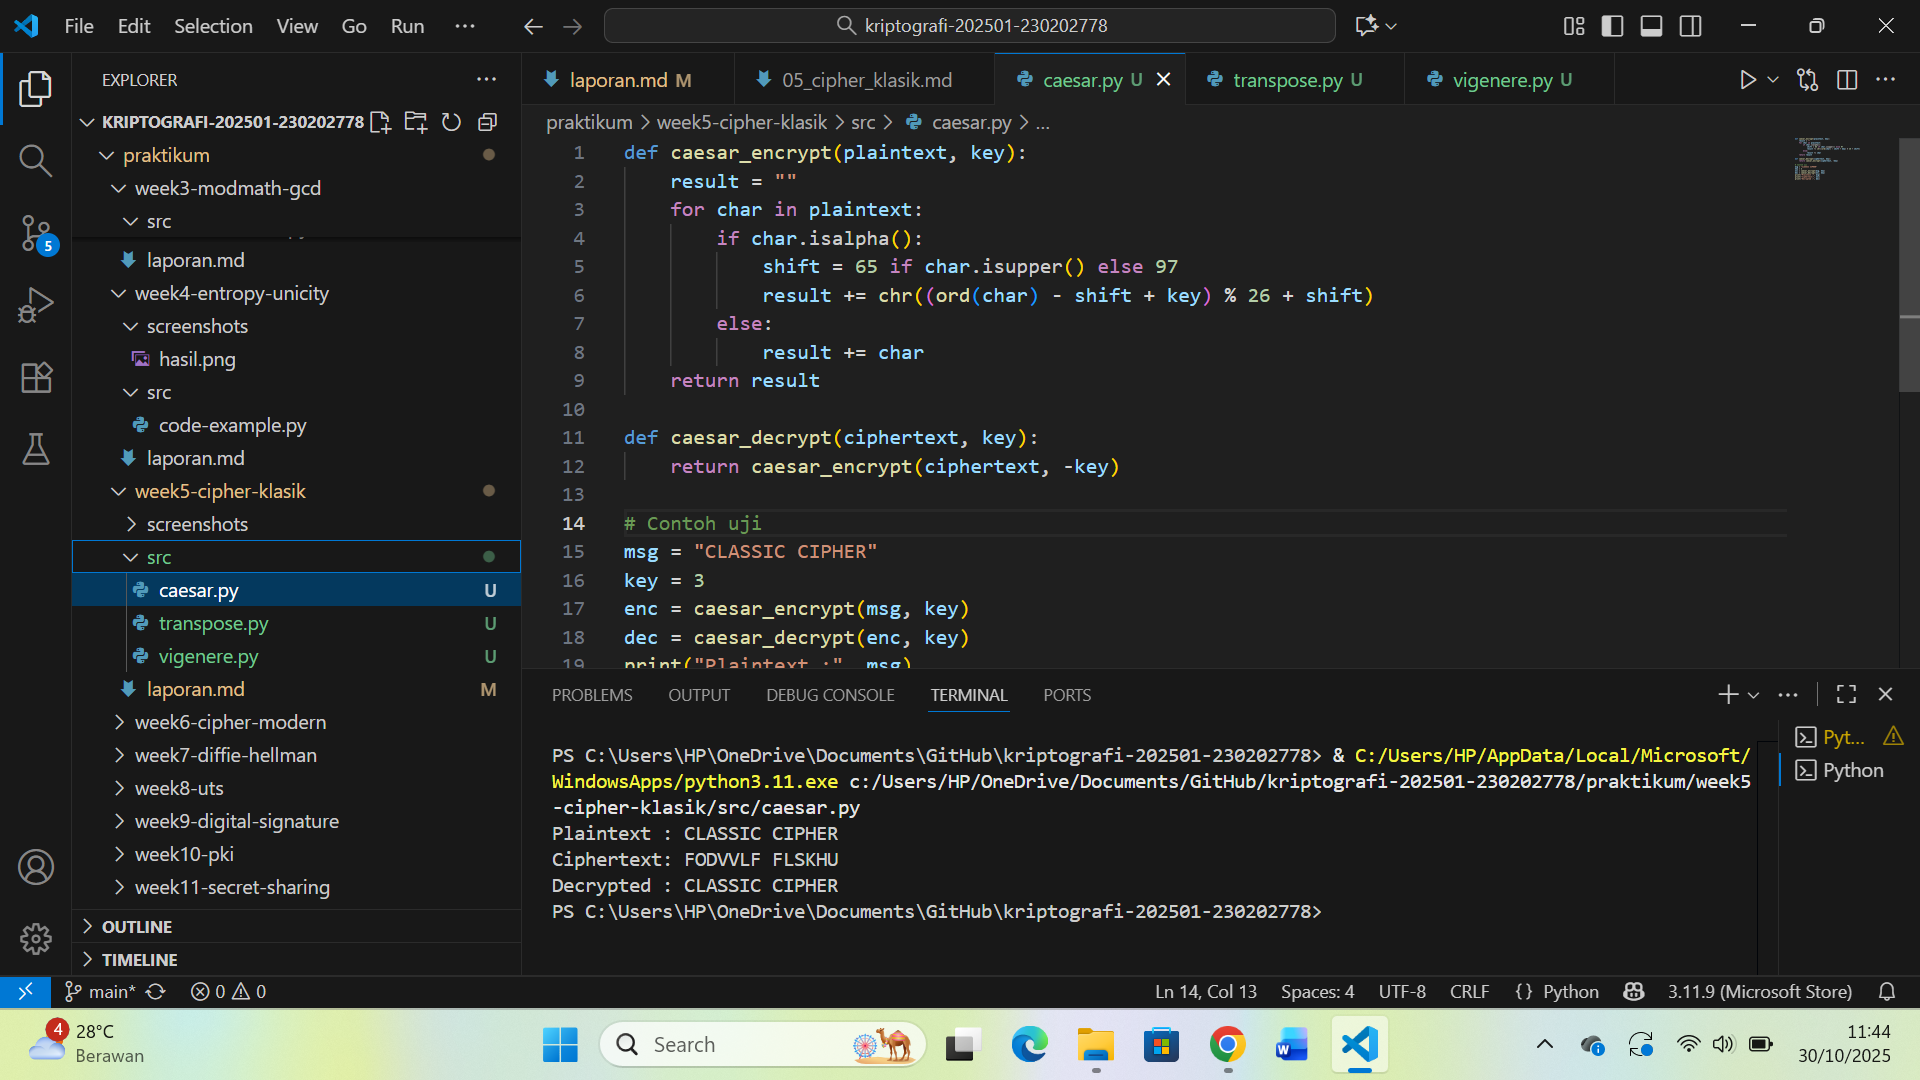 File Edit Selection View Go Run ··· kriptografi-202501-230202778
EXPLORER
KRIPTOGRAFI-202501-230202778
praktikum
week3-modmath-gcd
src
laporan.md
week4-entropy-unicity
screenshots
hasil.png
src
code-example.py
laporan.md
week5-cipher-klasik
screenshots
src
caesar.py U
transpose.py U
vigenere.py U
laporan.md M
week6-cipher-modern
week7-diffie-hellman
week8-uts
week9-digital-signature
week10-pki
week11-secret-sharing
OUTLINE
TIMELINE
5
laporan.md M 05_cipher_klasik.md caesar.py U transpose.py U vigenere.py U
praktikum > week5-cipher-klasik > src > caesar.py > ...
1 def caesar_encrypt(plaintext, key):
2 result = ""
3 for char in plaintext:
4 if char.isalpha():
5 shift = 65 if char.isupper() else 97
6 result += chr((ord(char) - shift + key) % 26 + shift)
7 else:
8 result += char
9 return result
10
11 def caesar_decrypt(ciphertext, key):
12 return caesar_encrypt(ciphertext, -key)
13
14 # Contoh uji
15 msg = "CLASSIC CIPHER"
16 key = 3
17 enc = caesar_encrypt(msg, key)
18 dec = caesar_decrypt(enc, key)
19 print("Plaintext :", msg)
PROBLEMS OUTPUT DEBUG CONSOLE TERMINAL PORTS
PS C:\Users\HP\OneDrive\Documents\GitHub\kriptografi-202501-230202778> & C:/Users/HP/AppData/Local/Microsoft/
WindowsApps/python3.11.exe c:/Users/HP/OneDrive/Documents/GitHub/kriptografi-202501-230202778/praktikum/week5
-cipher-klasik/src/caesar.py
Plaintext : CLASSIC CIPHER
Ciphertext: FODVVLF FLSKHU
Decrypted : CLASSIC CIPHER
PS C:\Users\HP\OneDrive\Documents\GitHub\kriptografi-202501-230202778>
Pyt...
Python
main* 0 0 Ln 14, Col 13 Spaces: 4 UTF-8 CRLF {} Python 3.11.9 (Microsoft Store)
4
28°C
Berawan
Search
11:44
30/10/2025